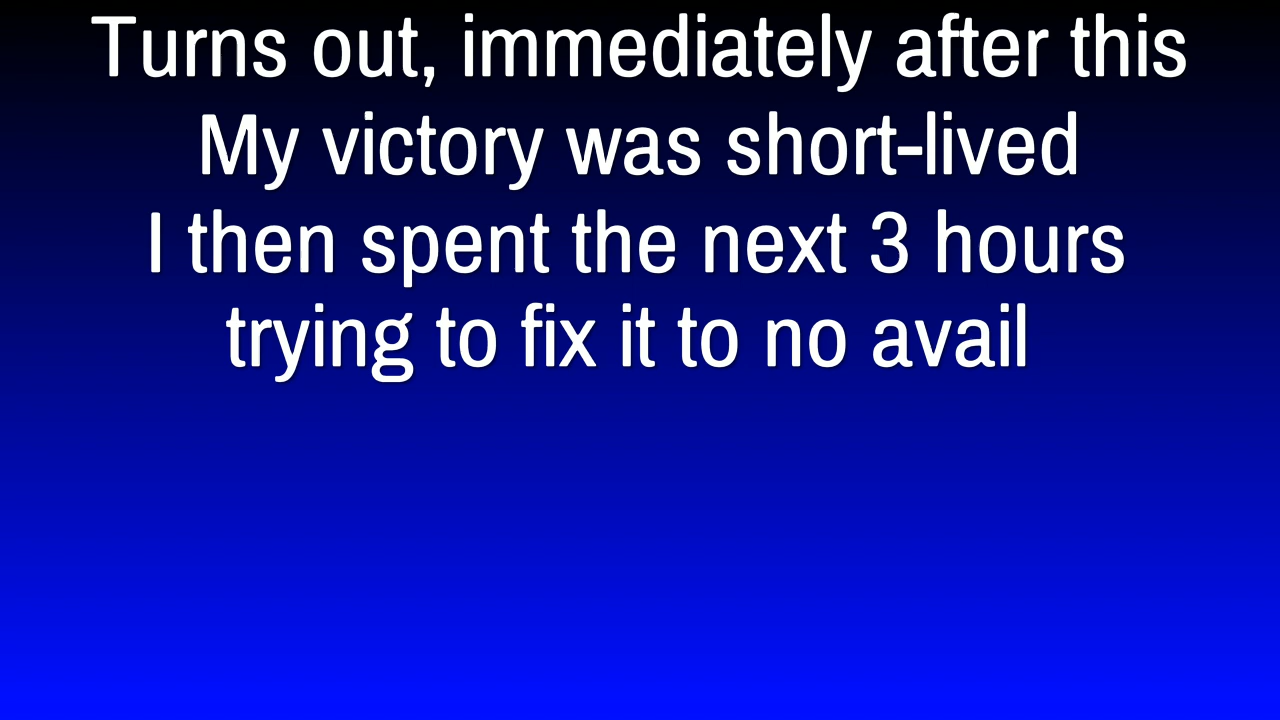 Turns out, immediately after this
My victory was short-lived
I then spent the next 3 hours
trying to fix it to no avail